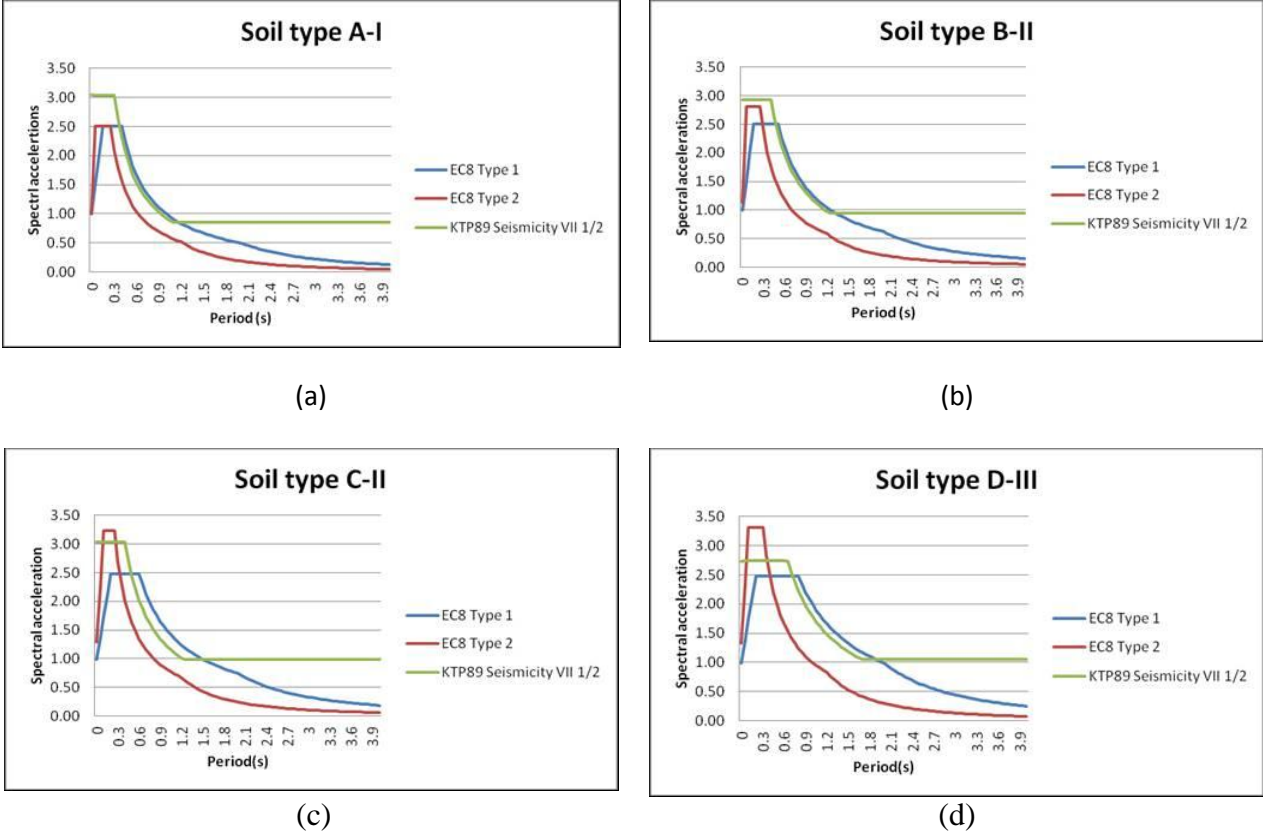 Soil type A-I
Spectrl accelertions
3.50
3.00
2.50
2.00
1.50
1.00
0.50
0.00
0 0.3 0.6 0.9 1.2 1.5 1.8 2.1 2.4 2.7 3 3.3 3.6 3.9
Period (s)
EC8 Type 1
EC8 Type 2
KTP89 Seismicity VII 1/2
(a)
Soil type B-II
Spectral accelerations
3.50
3.00
2.50
2.00
1.50
1.00
0.50
0.00
0 0.3 0.6 0.9 1.2 1.5 1.8 2.1 2.4 2.7 3 3.3 3.6 3.9
Period (s)
EC8 Type 1
EC8 Type 2
KTP89 Seismicity VII 1/2
(b)
Soil type C-II
Spectral acceleration
3.50
3.00
2.50
2.00
1.50
1.00
0.50
0.00
0 0.3 0.6 0.9 1.2 1.5 1.8 2.1 2.4 2.7 3 3.3 3.6 3.9
Period(s)
EC8 Type 1
EC8 Type 2
KTP89 Seismicity VII 1/2
(c)
Soil type D-III
Spectral acceleration
3.50
3.00
2.50
2.00
1.50
1.00
0.50
0.00
0 0.3 0.6 0.9 1.2 1.5 1.8 2.1 2.4 2.7 3 3.3 3.6 3.9
Period(s)
EC8 Type 1
EC8 Type 2
KTP89 Seismicity VII 1/2
(d)